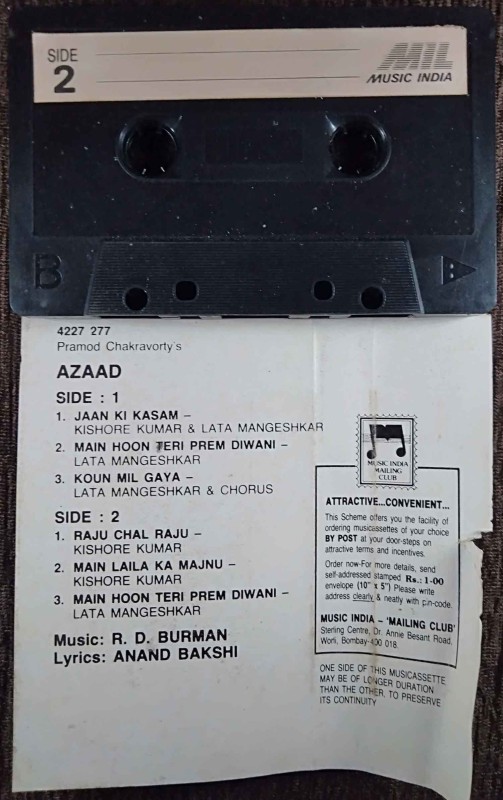 SIDE
2
MIL
MUSIC INDIA
B
4227 277
Pramod Chakravorty's
AZAAD
SIDE : 1
1. JAAN KI KASAM –
KISHORE KUMAR & LATA MANGESHKAR
2. MAIN HOON TERI PREM DIWANI –
LATA MANGESHKAR
3. KOUN MIL GAYA –
LATA MANGESHKAR & CHORUS
SIDE : 2
1. RAJU CHAL RAJU –
KISHORE KUMAR
2. MAIN LAILA KA MAJNU –
KISHORE KUMAR
3. MAIN HOON TERI PREM DIWANI –
LATA MANGESHKAR
Music: R. D. BURMAN
Lyrics: ANAND BAKSHI
MUSIC INDIA
MAILING
CLUB
ATTRACTIVE...CONVENIENT...
This Scheme offers you the facility of
ordering musicassettes of your choice
BY POST at your door-steps on
attractive terms and incentives.
Order now-For more details, send
self-addressed stamped Rs.: 1-00
envelope (10" x 5") Please write
address clearly & neatly with pin-code.
MUSIC INDIA – 'MAILING CLUB'
Sterling Centre, Dr. Annie Besant Road,
Worli, Bombay-400 018.
ONE SIDE OF THIS MUSICASSETTE
MAY BE OF LONGER DURATION
THAN THE OTHER, TO PRESERVE
ITS CONTINUITY